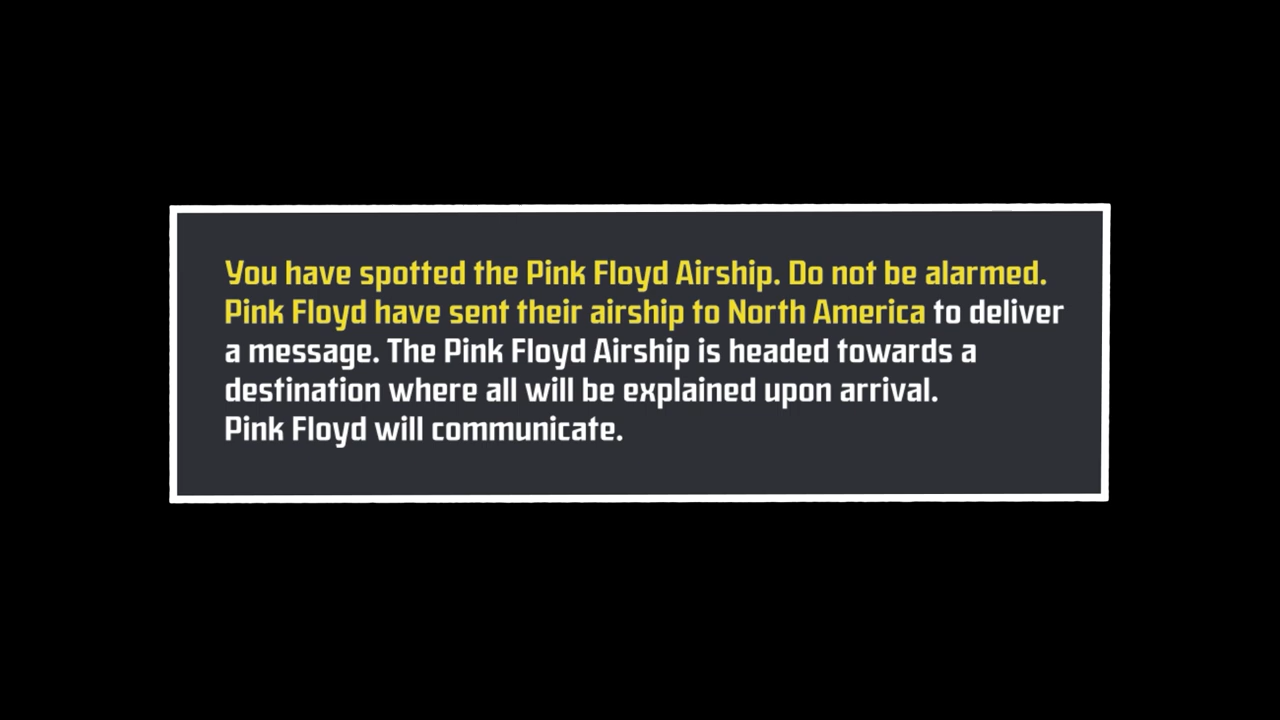 You have spotted the Pink Floyd Airship. Do not be alarmed.
Pink Floyd have sent their airship to North America to deliver
a message. The Pink Floyd Airship is headed towards a
destination where all will be explained upon arrival.
Pink Floyd will communicate.